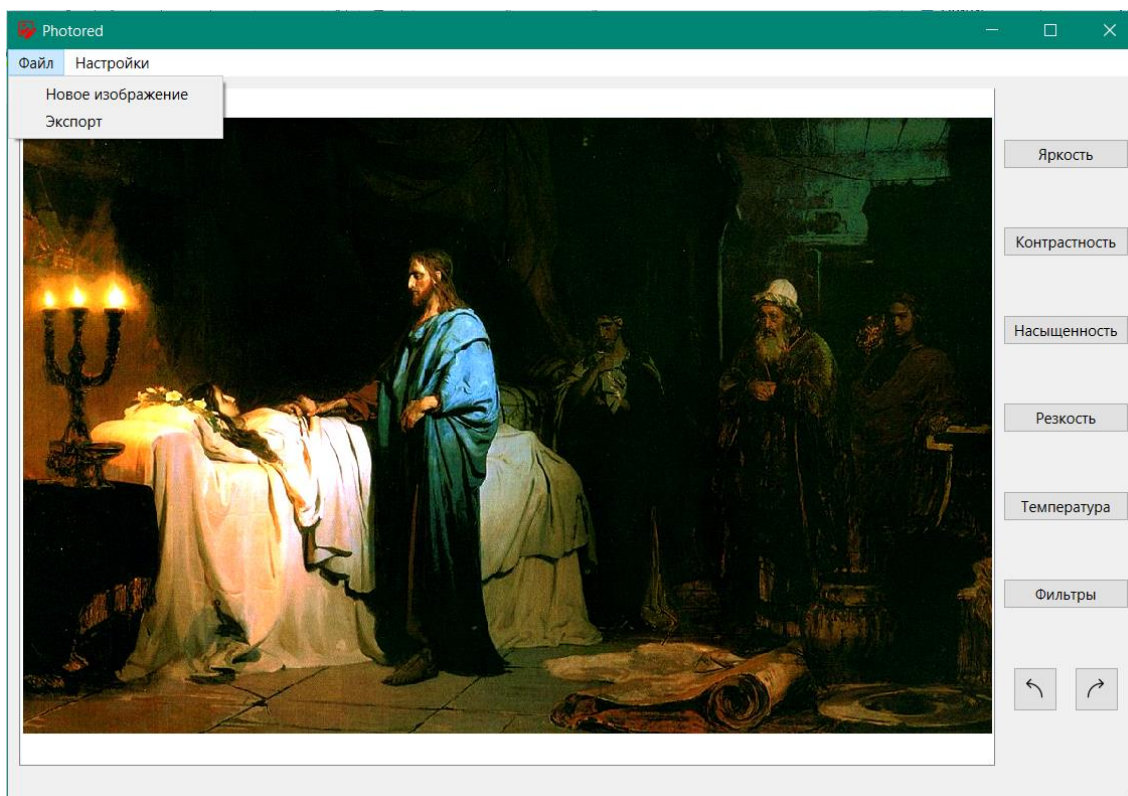 Photored
Файл Настройки
Новое изображение
Экспорт
Яркость
Контрастность
Насыщенность
Резкость
Температура
Фильтры